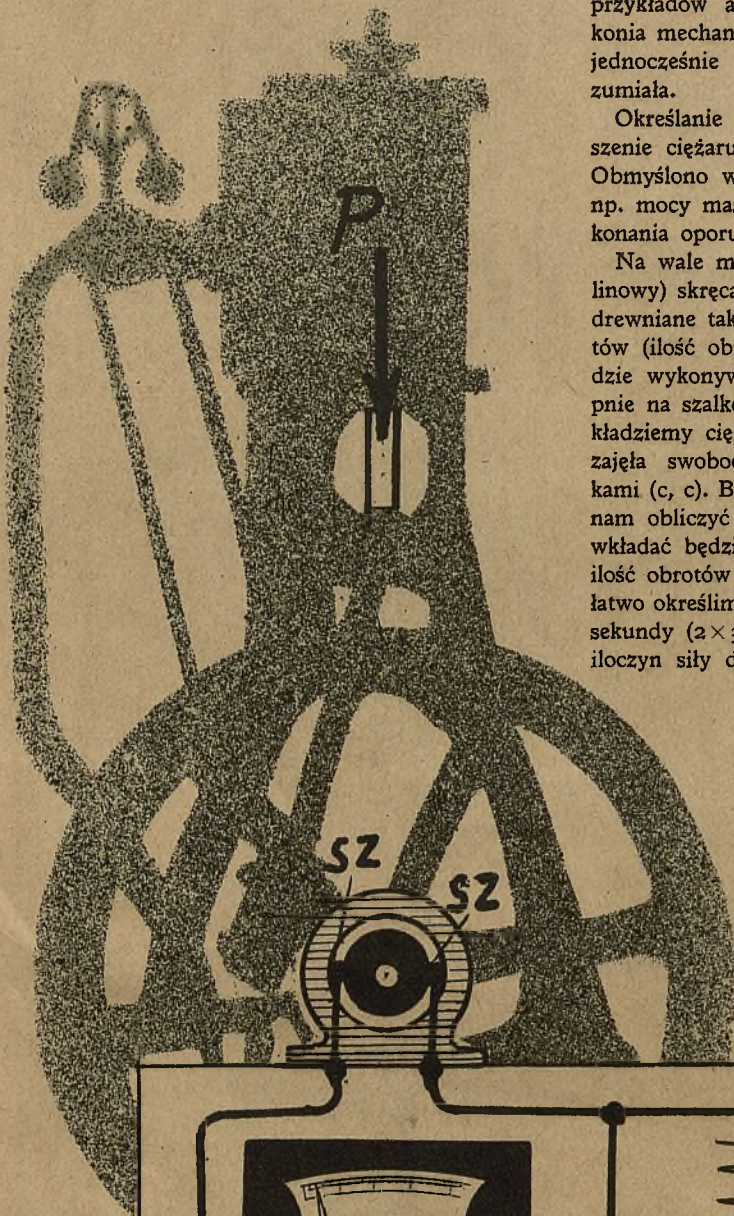 przykładów a
konia mechan
jednocześnie
zumiała.
Określanie
szenie ciężaru
Obmyślono w
np. mocy ma
konania oporu
Na wale m
linowy) skręca
drewniane tak
tów (ilość ob
dzie wykonyw
pnie na szalk
kładziemy cię
zajęła swobod
kami (c, c). B
nam obliczyć
wkładać będzi
ilość obrotów
łatwo określim
sekundy (2 ×
iloczyn siły d
P
SZ
SZ